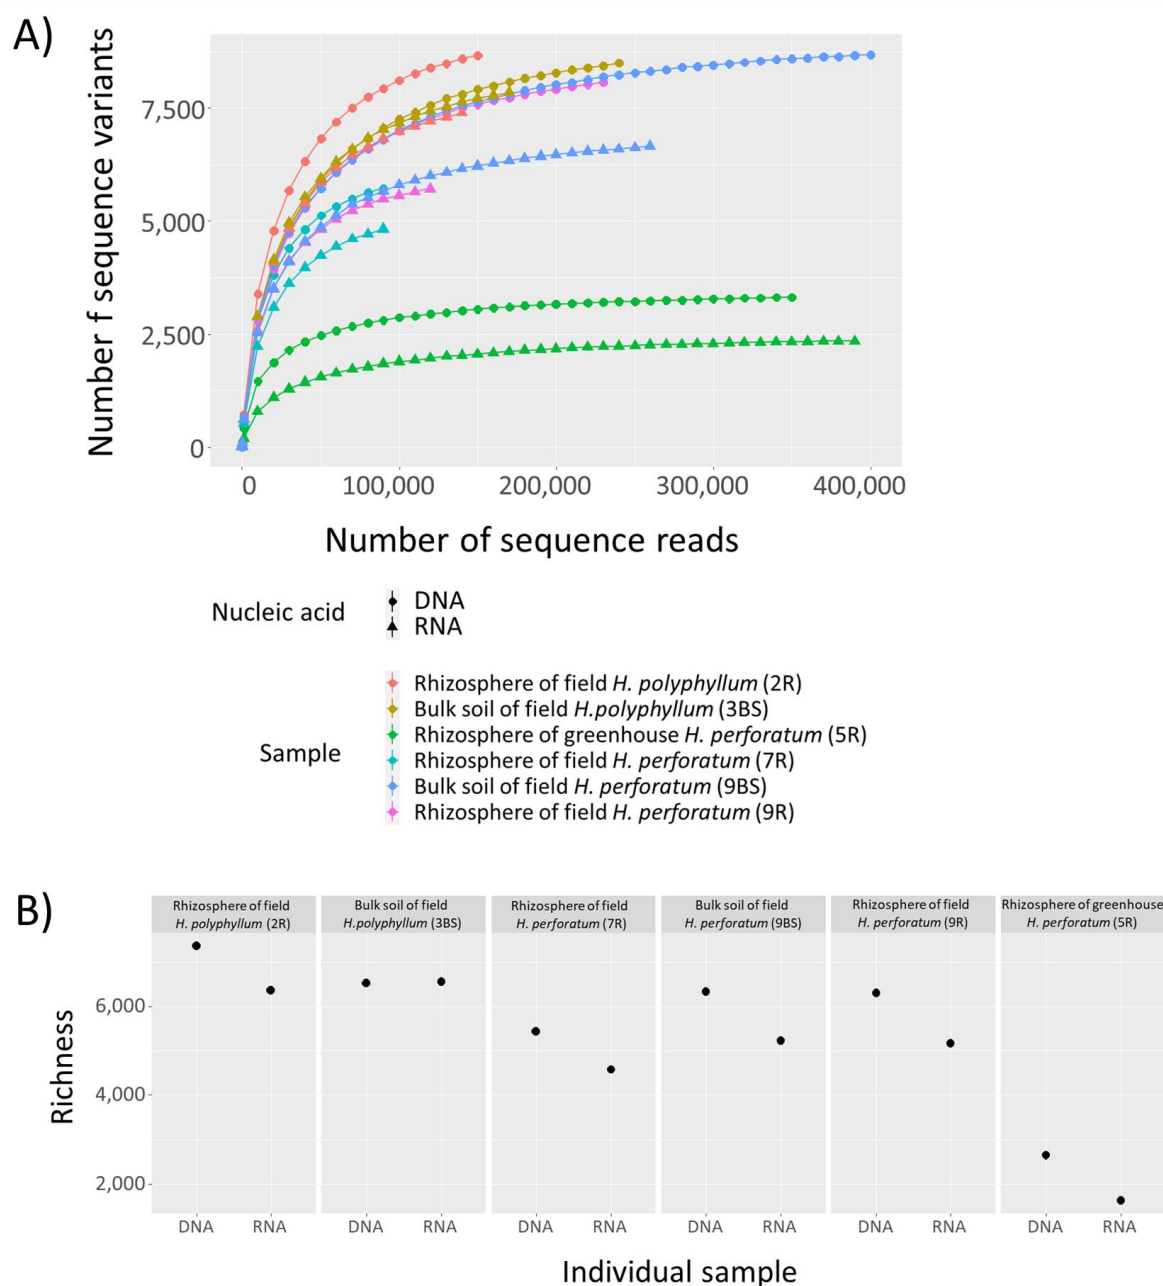 A)
Number f sequence variants
7,500
5,000
2,500
0
0 100,000 200,000 300,000 400,000
Number of sequence reads
Nucleic acid
DNA
RNA
Sample
Rhizosphere of field H. polyphyllum (2R)
Bulk soil of field H.polyphyllum (3BS)
Rhizosphere of greenhouse H. perforatum (5R)
Rhizosphere of field H. perforatum (7R)
Bulk soil of field H. perforatum (9BS)
Rhizosphere of field H. perforatum (9R)
B)
Rhizosphere of field
H. polyphyllum (2R)
Bulk soil of field
H.polyphyllum (3BS)
Rhizosphere of field
H. perforatum (7R)
Bulk soil of field
H. perforatum (9BS)
Rhizosphere of field
H. perforatum (9R)
Rhizosphere of greenhouse
H. perforatum (5R)
Richness
6,000
4,000
2,000
DNA RNA DNA RNA DNA RNA DNA RNA DNA RNA DNA RNA
Individual sample